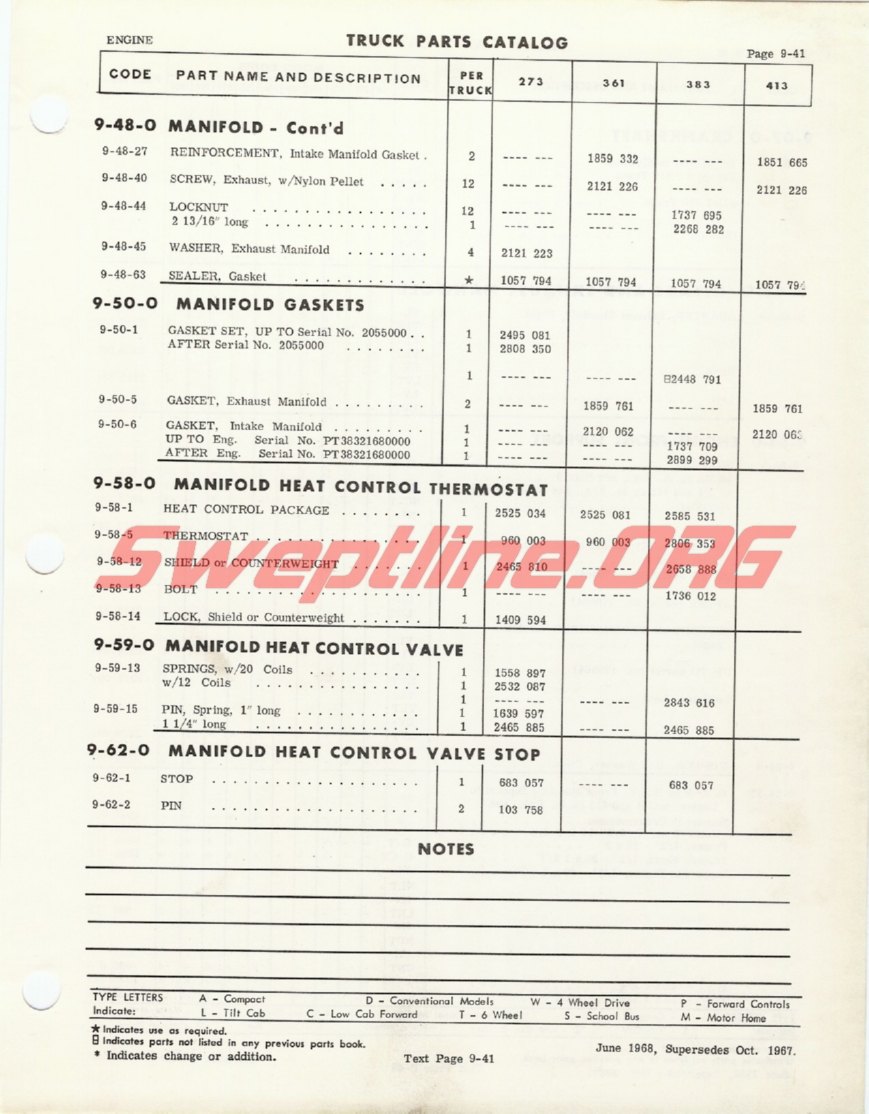 ENGINE
TRUCK PARTS CATALOG
Page 9-41
CODE PART NAME AND DESCRIPTION PER TRUCK 273 361 383 413
9-48-0 MANIFOLD - Cont'd
9-48-27 REINFORCEMENT, Intake Manifold Gasket . 2 ---- --- 1859 332 ---- --- 1851 665
9-48-40 SCREW, Exhaust, w/Nylon Pellet . . . . . 12 ---- --- 2121 226 ---- --- 2121 226
9-48-44 LOCKNUT . . . . . . . . . . . . . . . . . 12 ---- --- ---- --- 1737 695
2 13/16" long . . . . . . . . . . . . . . . . 1 ---- --- ---- --- 2268 282
9-48-45 WASHER, Exhaust Manifold . . . . . . . . 4 2121 223
9-48-63 SEALER, Gasket . . . . . . . . . . . . . ★ 1057 794 1057 794 1057 794 1057 794
9-50-0 MANIFOLD GASKETS
9-50-1 GASKET SET, UP TO Serial No. 2055000 . . 1 2495 081
AFTER Serial No. 2055000 . . . . . . . . 1 2808 350
1 ---- --- ---- --- 日2448 791
9-50-5 GASKET, Exhaust Manifold . . . . . . . . . 2 ---- --- 1859 761 ---- --- 1859 761
9-50-6 GASKET, Intake Manifold . . . . . . . . . 1 ---- --- 2120 062 ---- --- 2120 062
UP TO Eng. Serial No. PT38321680000 1 ---- --- ---- --- 1737 709
AFTER Eng. Serial No. PT38321680000 1 ---- --- ---- --- 2899 299
9-58-0 MANIFOLD HEAT CONTROL THERMOSTAT
9-58-1 HEAT CONTROL PACKAGE . . . . . . . . 1 2525 034 2525 081 2585 531
9-58-5 THERMOSTAT . . . . . . . . . . . . . . . . 1 960 003 960 003 2806 353
9-58-12 SHIELD or COUNTERWEIGHT . . . . . . . 1 2465 810 ---- --- 2658 888
9-58-13 BOLT . . . . . . . . . . . . . . . . . . . . 1 ---- --- ---- --- 1736 012
9-58-14 LOCK, Shield or Counterweight . . . . . . . 1 1409 594
Sweptline.ORG
9-59-0 MANIFOLD HEAT CONTROL VALVE
9-59-13 SPRINGS, w/20 Coils . . . . . . . . . . . 1 1558 897
w/12 Coils . . . . . . . . . . . . . . . . 1 2532 087
1 ---- --- ---- --- 2843 616
9-59-15 PIN, Spring, 1" long . . . . . . . . . . . . 1 1639 597
1 1/4" long . . . . . . . . . . . . . . . . 1 2465 885 ---- --- 2465 885
9-62-0 MANIFOLD HEAT CONTROL VALVE STOP
9-62-1 STOP . . . . . . . . . . . . . . . . . . . . 1 683 057 ---- --- 683 057
9-62-2 PIN . . . . . . . . . . . . . . . . . . . . 2 103 758
NOTES
TYPE LETTERS A - Compact D - Conventional Models W - 4 Wheel Drive P - Forward Controls
Indicate: L - Tilt Cab C - Low Cab Forward T - 6 Wheel S - School Bus M - Motor Home
★ Indicates use as required.
日 Indicates parts not listed in any previous parts book.
* Indicates change or addition.
Text Page 9-41
June 1968, Supersedes Oct. 1967.